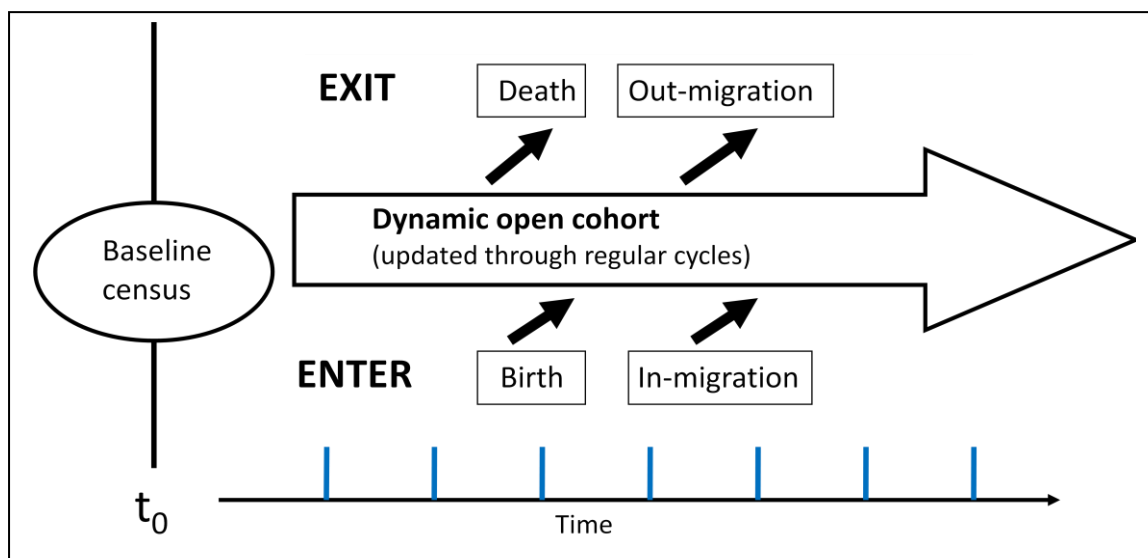 EXIT
Death
Out-migration
Dynamic open cohort
(updated through regular cycles)
Baseline
census
ENTER
Birth
In-migration
t0
Time